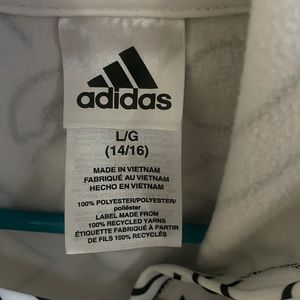 adidas
L/G
(14/16)
MADE IN VIETNAM
FABRIQUÉ AU VIETNAM
HECHO EN VIETNAM
100% POLYESTER/POLYESTER/
poliéster
LABEL MADE FROM
100% RECYCLED YARNS
ÉTIQUETTE FABRIQUÉE À PARTIR
DE FILS 100% RECYCLÉS